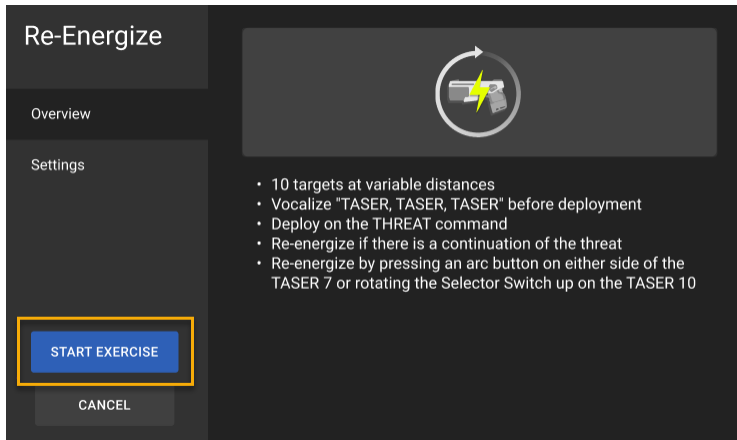 Re-Energize
Overview
Settings
START EXERCISE
CANCEL
• 10 targets at variable distances
• Vocalize "TASER, TASER, TASER" before deployment
• Deploy on the THREAT command
• Re-energize if there is a continuation of the threat
• Re-energize by pressing an arc button on either side of the
TASER 7 or rotating the Selector Switch up on the TASER 10